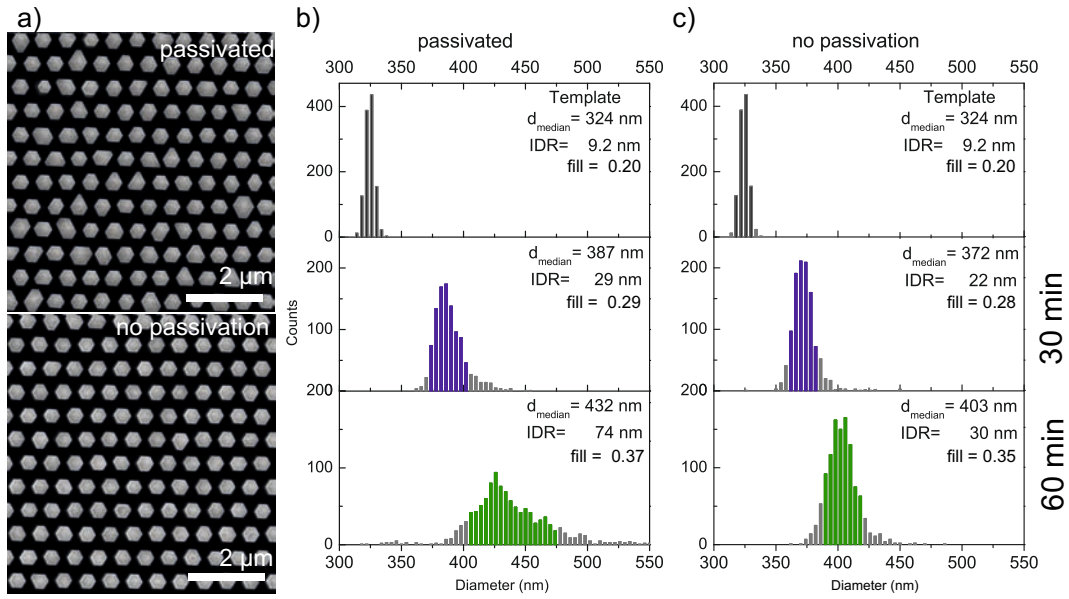 a)
b)
c)
passivated
2 µm
no passivation
2 µm
passivated
300 350 400 450 500 550
400
200
0
Template
d_median = 324 nm
IDR= 9.2 nm
fill = 0.20
200
100
0
d_median = 387 nm
IDR= 29 nm
fill = 0.29
200
100
0
d_median = 432 nm
IDR= 74 nm
fill = 0.37
Counts
300 350 400 450 500 550
Diameter (nm)
no passivation
300 350 400 450 500 550
400
200
0
Template
d_median = 324 nm
IDR= 9.2 nm
fill = 0.20
200
100
0
d_median = 372 nm
IDR= 22 nm
fill = 0.28
30 min
200
100
0
d_median = 403 nm
IDR= 30 nm
fill = 0.35
60 min
300 350 400 450 500 550
Diameter (nm)